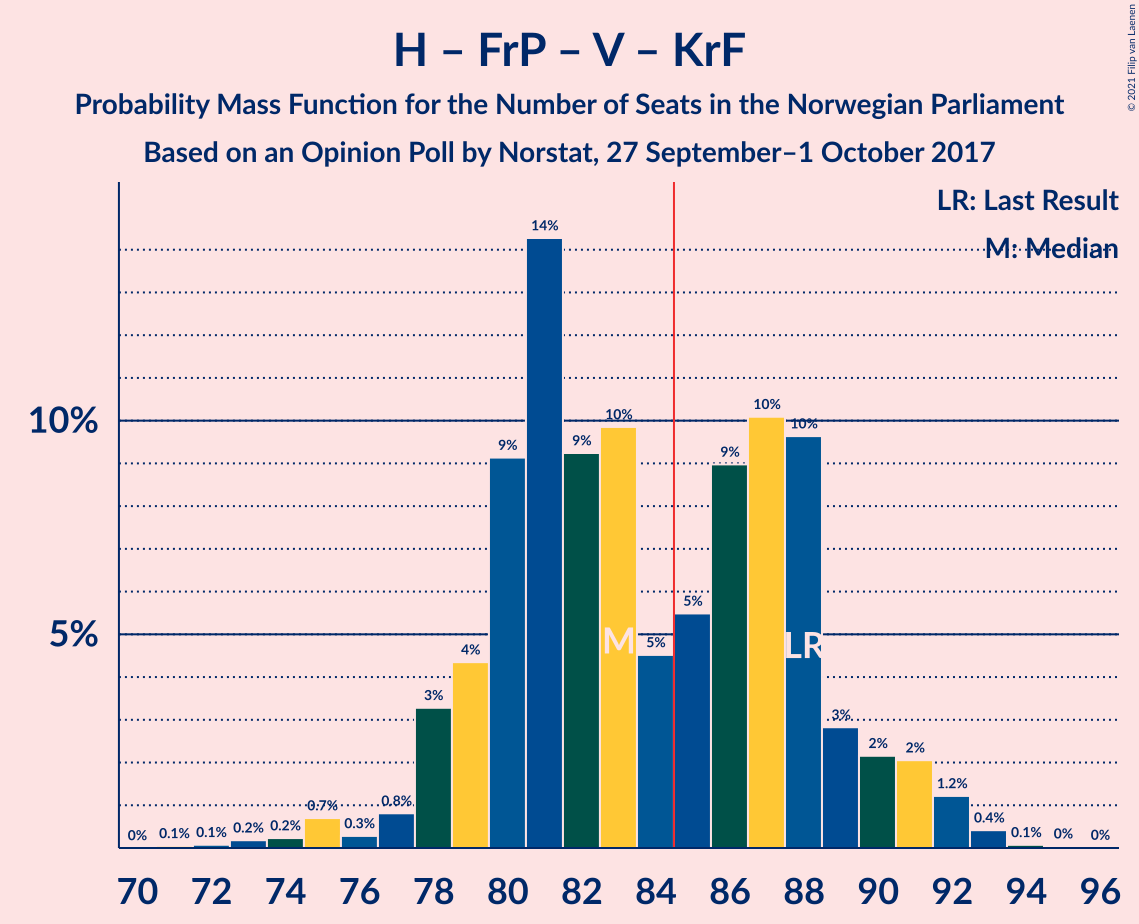 H – FrP – V – KrF
Probability Mass Function for the Number of Seats in the Norwegian Parliament
Based on an Opinion Poll by Norstat, 27 September–1 October 2017
© 2021 Filip van Laenen
LR: Last Result
M: Median
10%
5%
0% 0.1% 0.1% 0.2% 0.2% 0.7% 0.3% 0.8% 3% 4% 9% 14% 9% 10% 5% 5% 9% 10% 10% 3% 2% 2% 1.2% 0.4% 0.1% 0% 0%
M LR
70 72 74 76 78 80 82 84 86 88 90 92 94 96